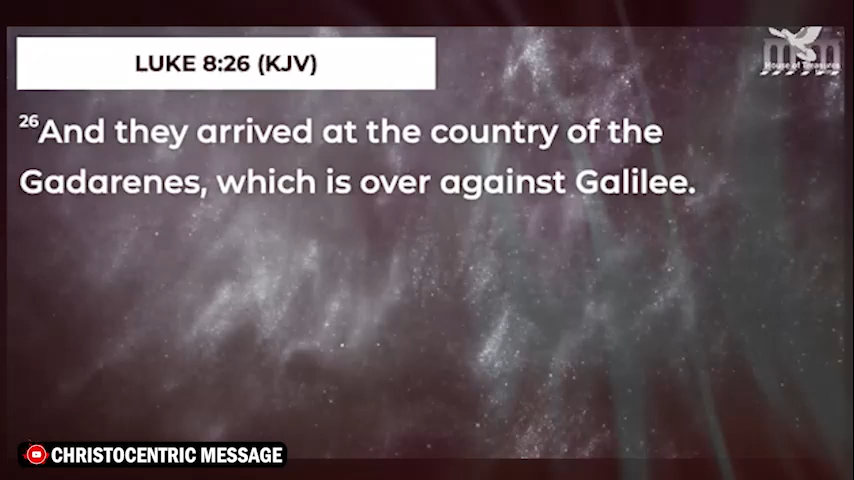 LUKE 8:26 (KJV)
House of Treasures
26And they arrived at the country of the
Gadarenes, which is over against Galilee.
CHRISTOCENTRIC MESSAGE